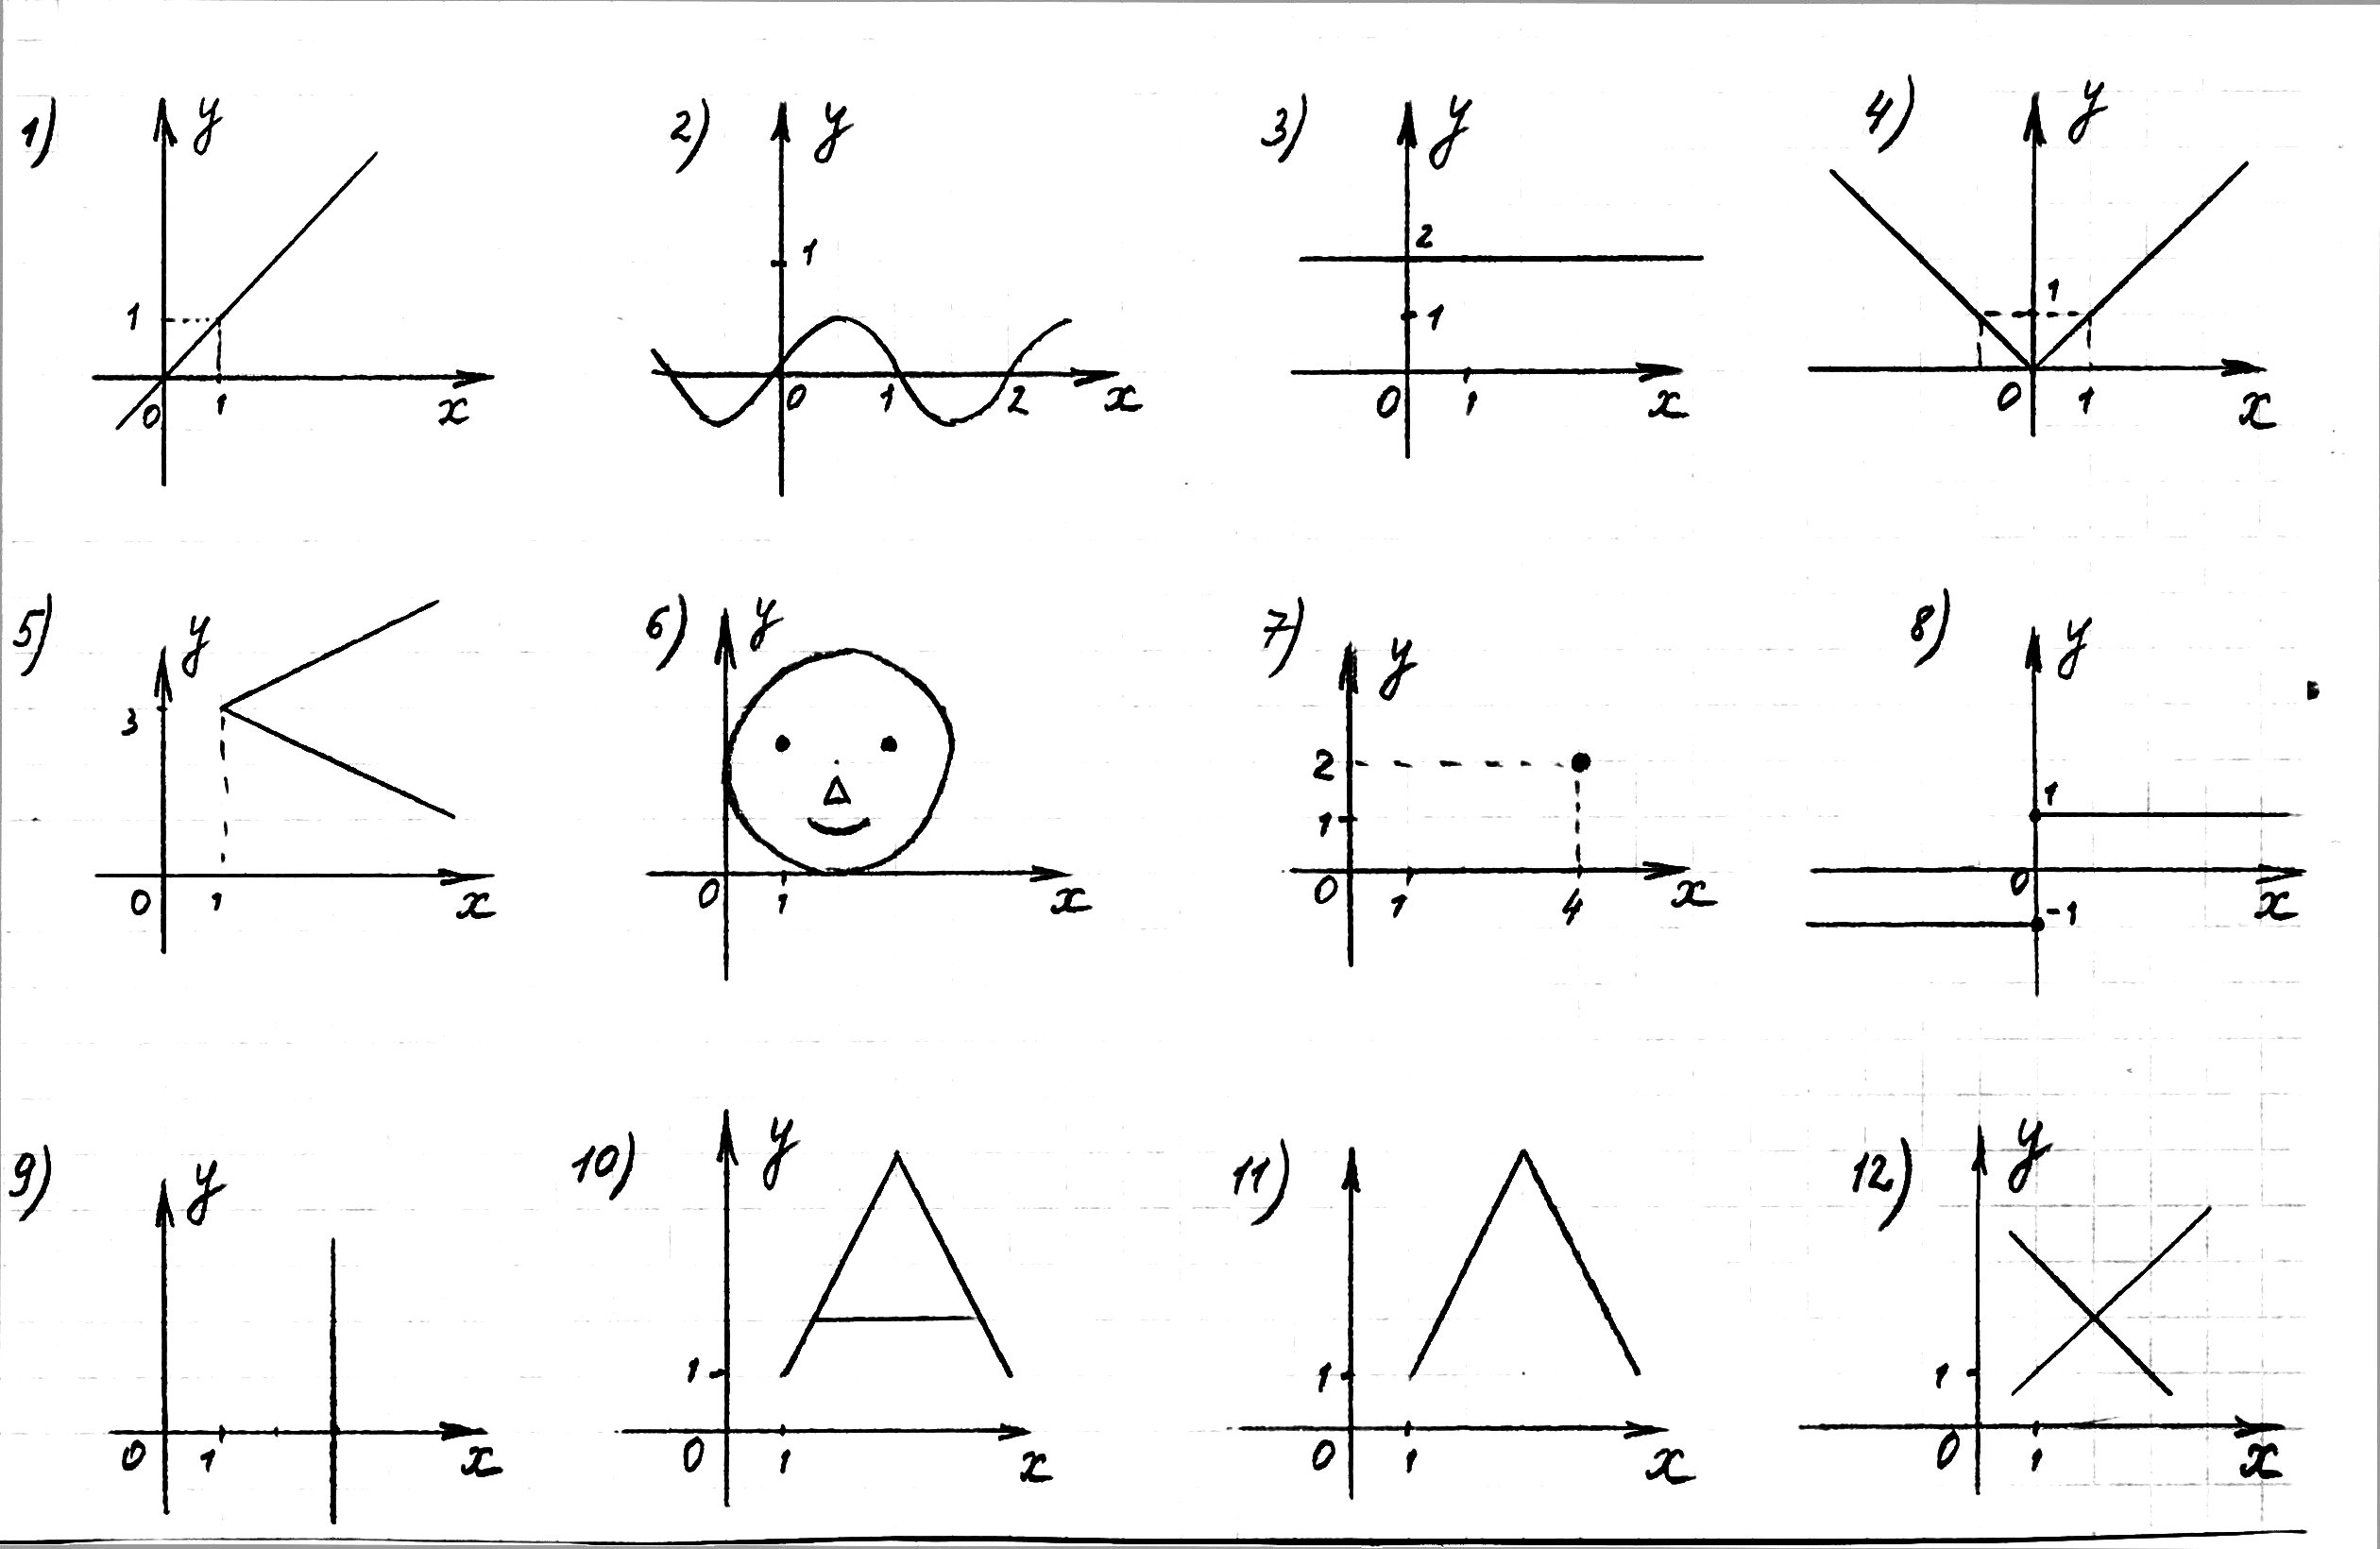 1) y 1 0 1 x
2) y 1 0 1 2 x
3) y 2 1 0 1 x
4) y 1 0 1 x
5) y 3 0 1 x
6) y 0 1 x
7) y 2 1 0 1 4 x
8) y 1 0 -1 x
9) y 0 1 x
10) y 1 0 1 x
11) 1 0 1 x
12) y 1 0 1 x